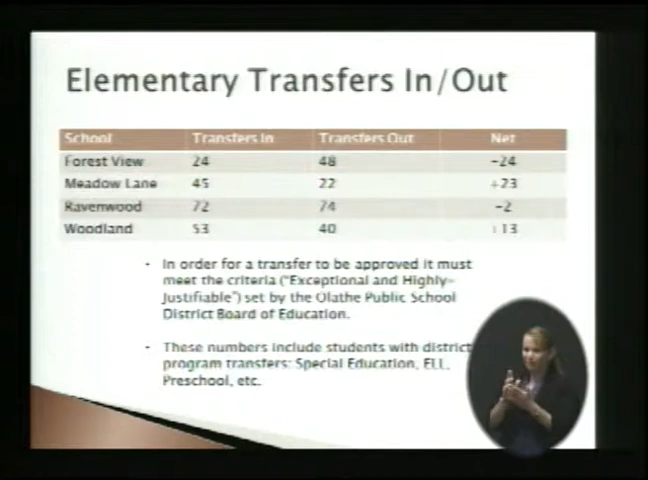 Elementary Transfers In/Out
School Transfers In Transfers Out Net
Forest View 24 48 -24
Meadow Lane 45 22 +23
Ravenwood 72 74 -2
Woodland 53 40 +13
- In order for a transfer to be approved it must
meet the criteria ("Exceptional and Highly-
Justifiable") set by the Olathe Public School
District Board of Education.
- These numbers include students with district
program transfers: Special Education, ELL,
Preschool, etc.